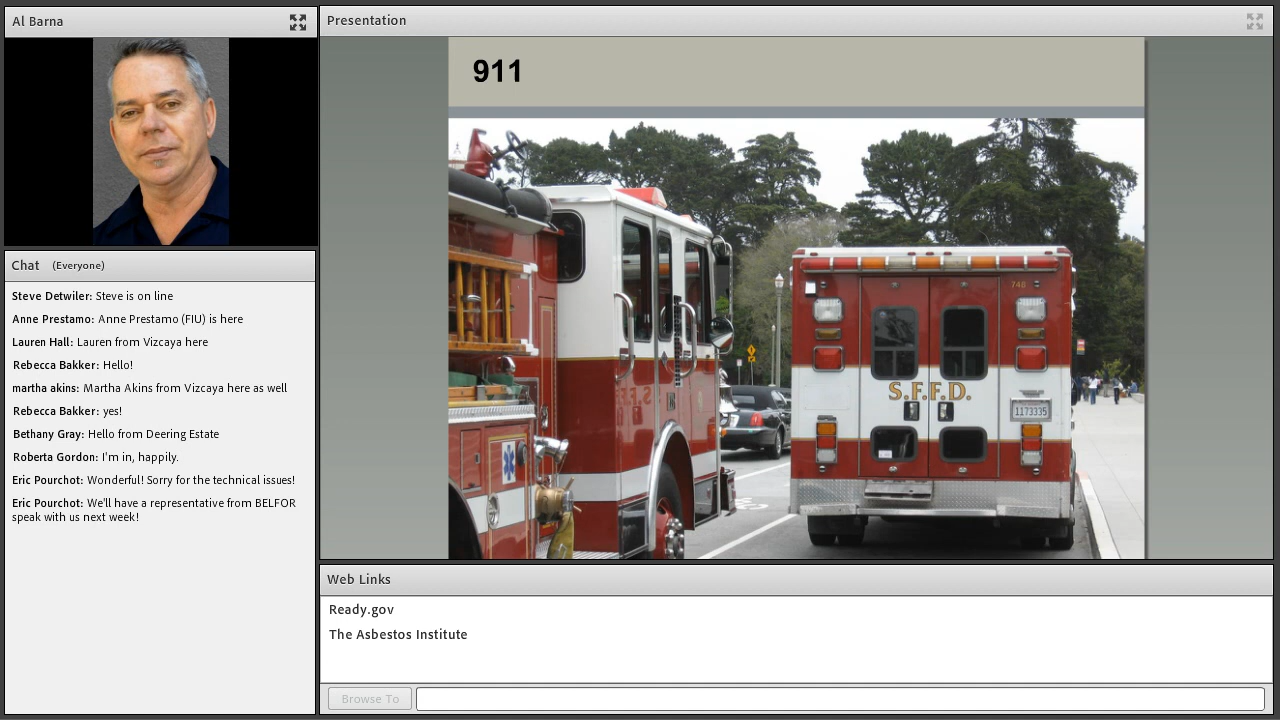 Al Barna
Chat (Everyone)
Steve Detwiler: Steve is on line
Anne Prestamo: Anne Prestamo (FIU) is here
Lauren Hall: Lauren from Vizcaya here
Rebecca Bakker: Hello!
martha akins: Martha Akins from Vizcaya here as well
Rebecca Bakker: yes!
Bethany Gray: Hello from Deering Estate
Roberta Gordon: I'm in, happily.
Eric Pourchot: Wonderful! Sorry for the technical issues!
Eric Pourchot: We'll have a representative from BELFOR
speak with us next week!
Presentation
911
748
S.F.F.D.
1173335
Web Links
Ready.gov
The Asbestos Institute
Browse To